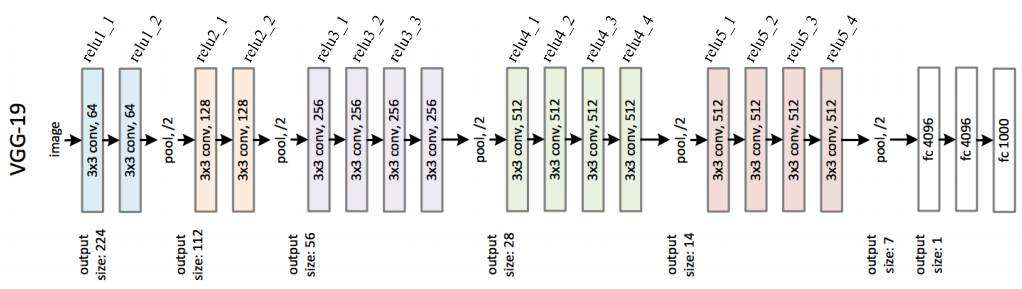 VGG-19
image
3x3 conv, 64
relu1_1
3x3 conv, 64
relu1_2
pool, /2
3x3 conv, 128
relu2_1
3x3 conv, 128
relu2_2
pool, /2
3x3 conv, 256
relu3_1
3x3 conv, 256
relu3_2
3x3 conv, 256
relu3_3
3x3 conv, 256
pool, /2
3x3 conv, 512
relu4_1
3x3 conv, 512
relu4_2
3x3 conv, 512
relu4_3
3x3 conv, 512
relu4_4
pool, /2
3x3 conv, 512
relu5_1
3x3 conv, 512
relu5_2
3x3 conv, 512
relu5_3
3x3 conv, 512
relu5_4
pool, /2
fc 4096
fc 4096
fc 1000
output
size: 224
output
size: 112
output
size: 56
output
size: 28
output
size: 14
output
size: 7
output
size: 1